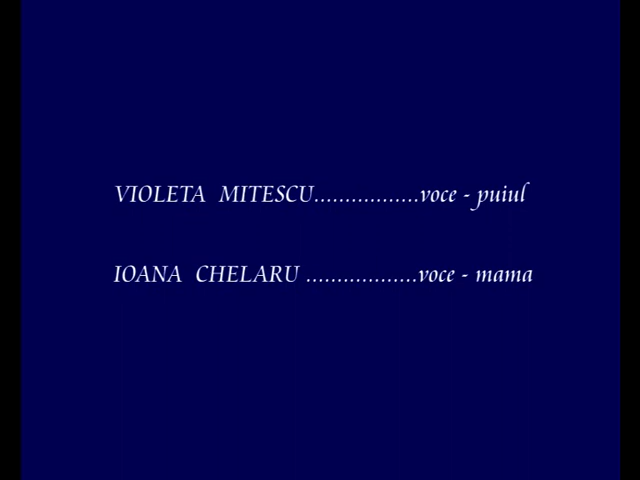 VIOLETA MITESCU.................voce - puiul
IOANA CHELARU ..................voce - mama